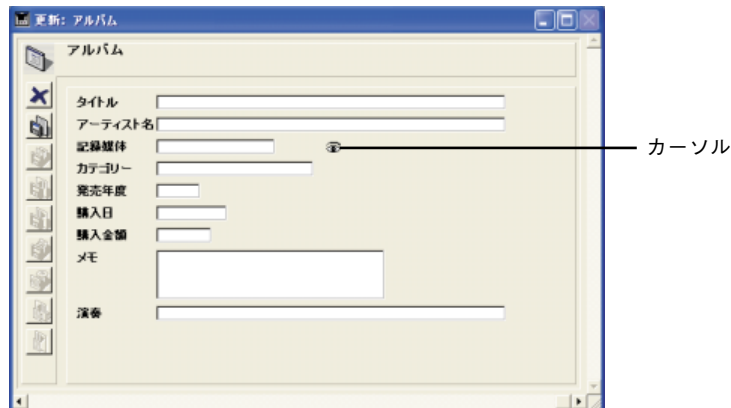 更新: アルバム
アルバム
タイトル
アーティスト名
記録媒体
カーソル
カテゴリー
発売年度
購入日
購入金額
メモ
演奏